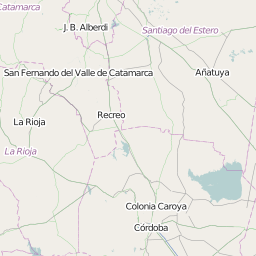 Catamarca
J. B. Alberdi
Santiago del Estero
San Fernando del Valle de Catamarca
Añatuya
La Rioja
Recreo
La Rioja
Colonia Caroya
Córdoba